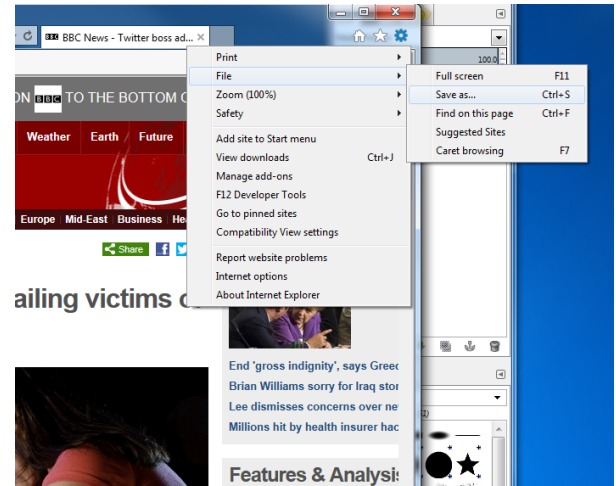 BBC News - Twitter boss ad...
100.0
Print
File
Zoom (100%)
Safety
Add site to Start menu
View downloads Ctrl+J
Manage add-ons
F12 Developer Tools
Go to pinned sites
Compatibility View settings
Report website problems
Internet options
About Internet Explorer
Full screen F11
Save as... Ctrl+S
Find on this page Ctrl+F
Suggested Sites
Caret browsing F7
ON BBC TO THE BOTTOM
Weather Earth Future
Europe Mid-East Business He
Share
ailing victims
End 'gross indignity', says Greec
Brian Williams sorry for Iraq stor
Lee dismisses concerns over ne
Millions hit by health insurer hac
Features & Analysis